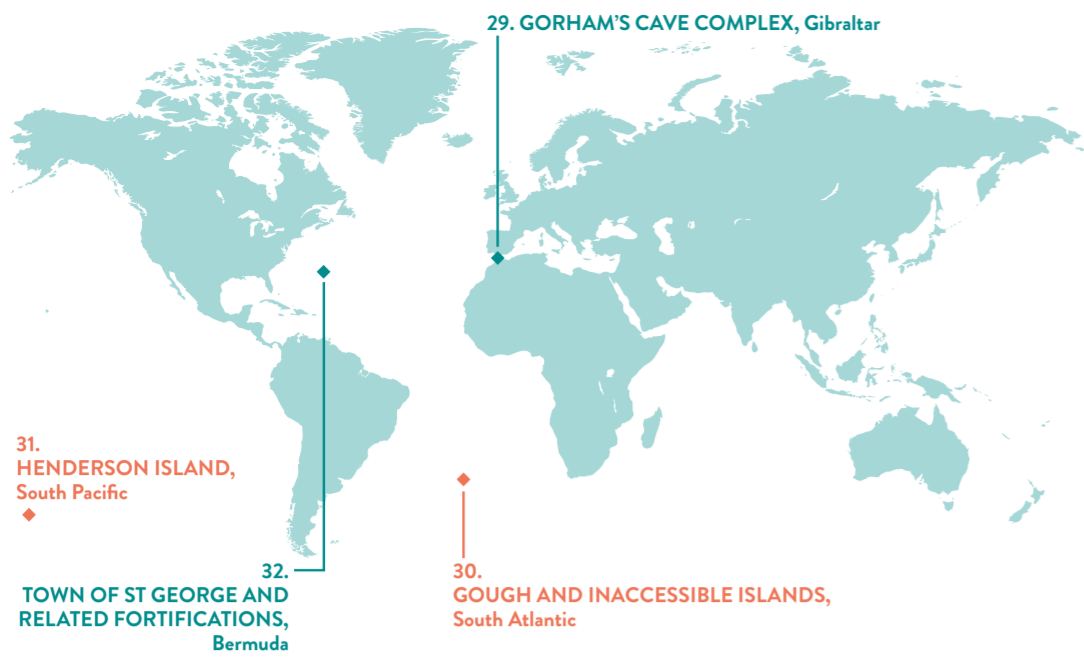 29. GORHAM'S CAVE COMPLEX, Gibraltar
31.
HENDERSON ISLAND,
South Pacific
32.
TOWN OF ST GEORGE AND
RELATED FORTIFICATIONS,
Bermuda
30.
GOUGH AND INACCESSIBLE ISLANDS,
South Atlantic